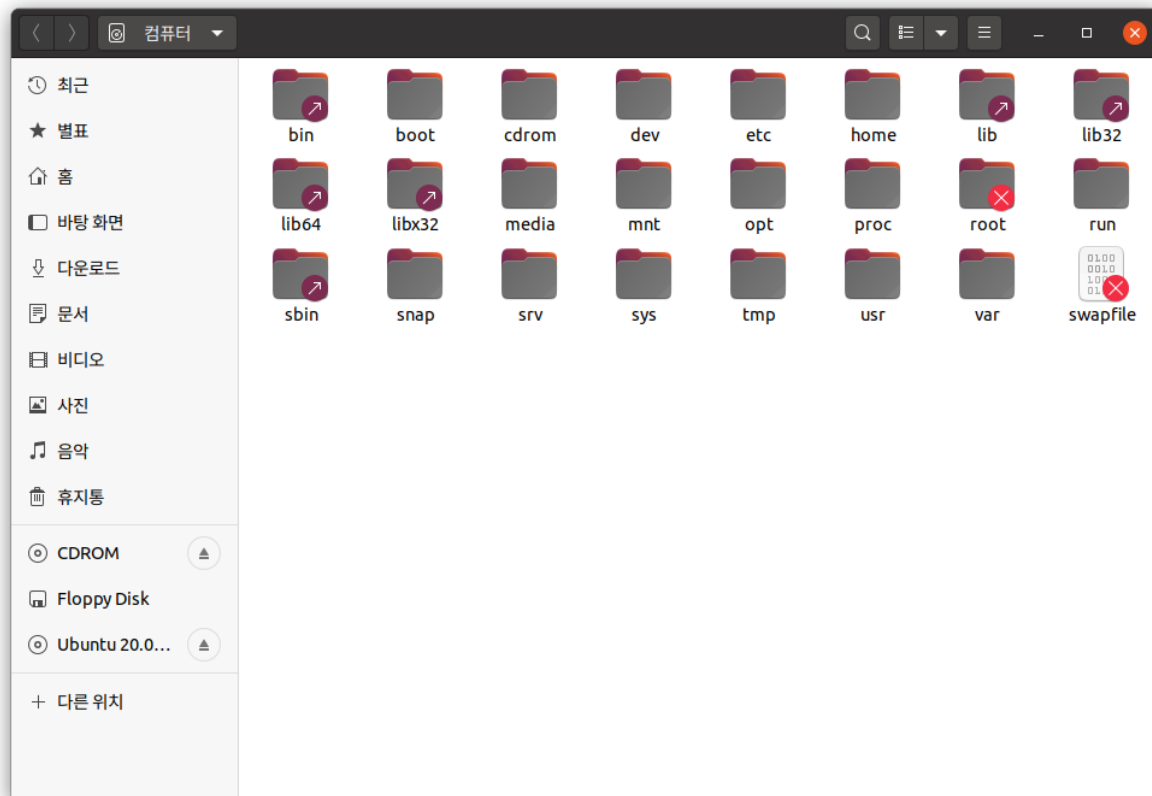 컴퓨터
최근
별표
홈
바탕 화면
다운로드
문서
비디오
사진
음악
휴지통
CDROM
Floppy Disk
Ubuntu 20.0...
다른 위치
bin boot cdrom dev etc home lib lib32
lib64 libx32 media mnt opt proc root run
0100
0010
sbin snap srv sys tmp usr var swapfile